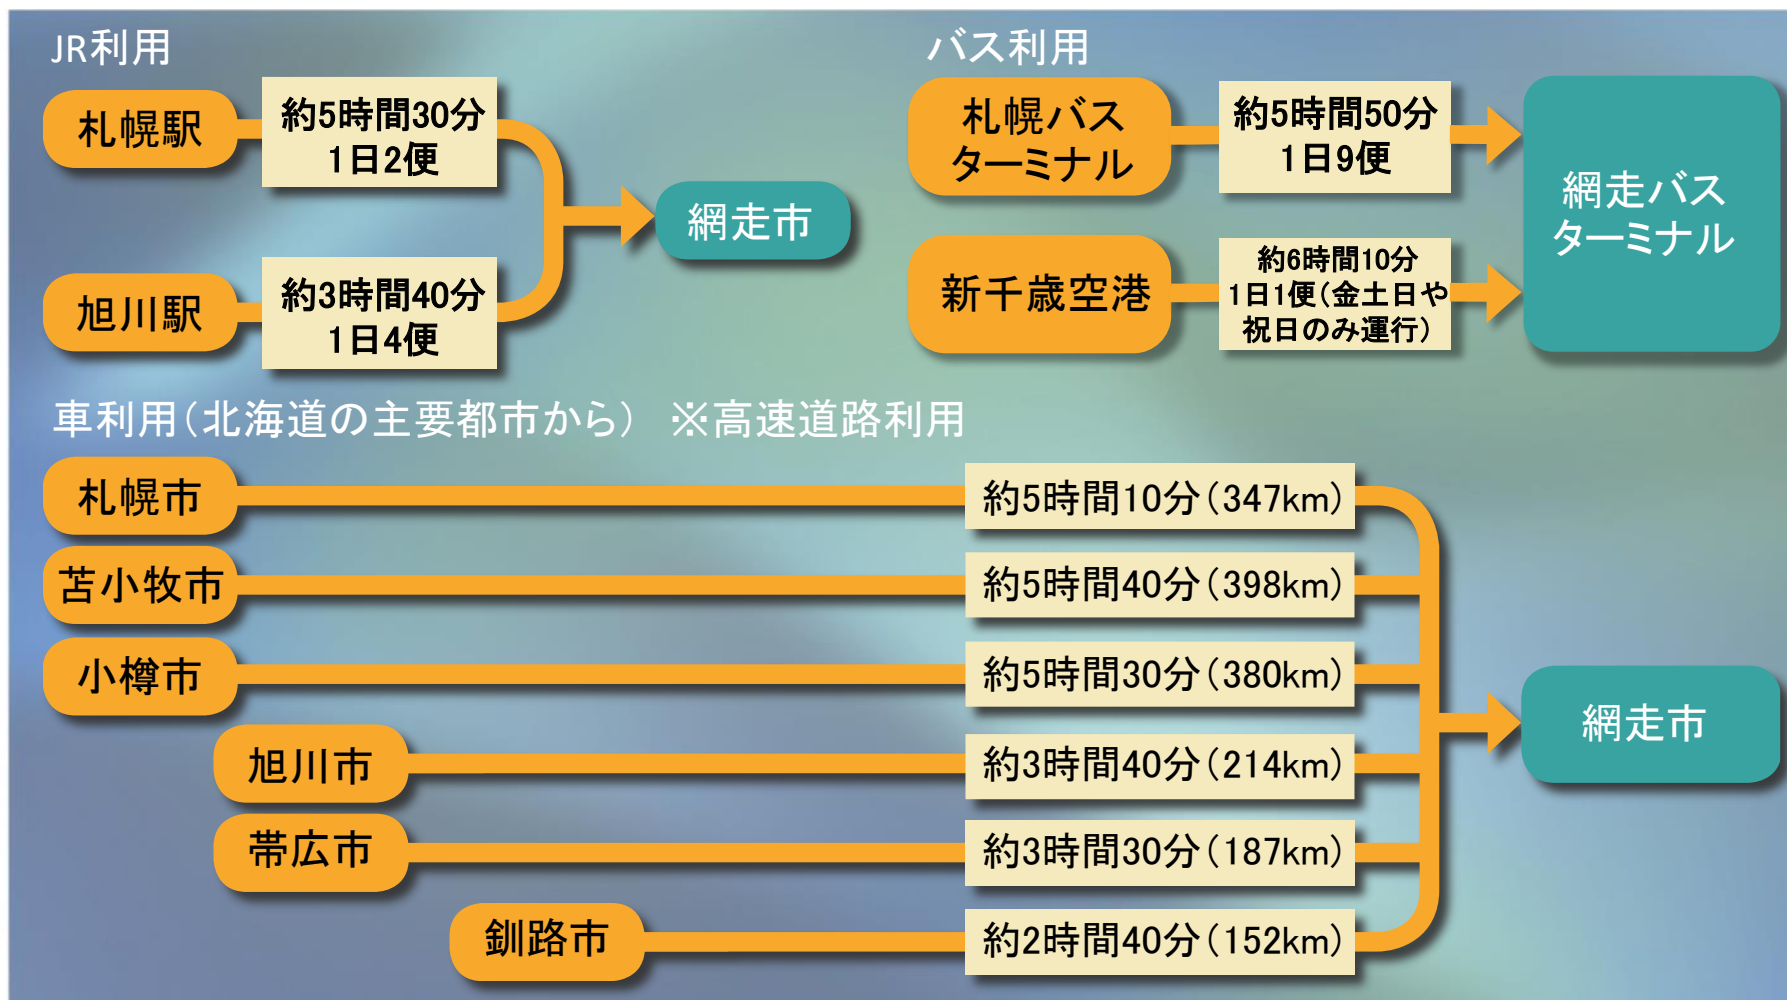 JR利用
札幌駅
約5時間30分
1日2便
旭川駅
約3時間40分
1日4便
網走市
バス利用
札幌バス
ターミナル
約5時間50分
1日9便
新千歳空港
約6時間10分
1日1便(金土日や
祝日のみ運行)
網走バス
ターミナル
車利用(北海道の主要都市から) ※高速道路利用
札幌市
約5時間10分(347km)
苫小牧市
約5時間40分(398km)
小樽市
約5時間30分(380km)
旭川市
約3時間40分(214km)
帯広市
約3時間30分(187km)
釧路市
約2時間40分(152km)
網走市